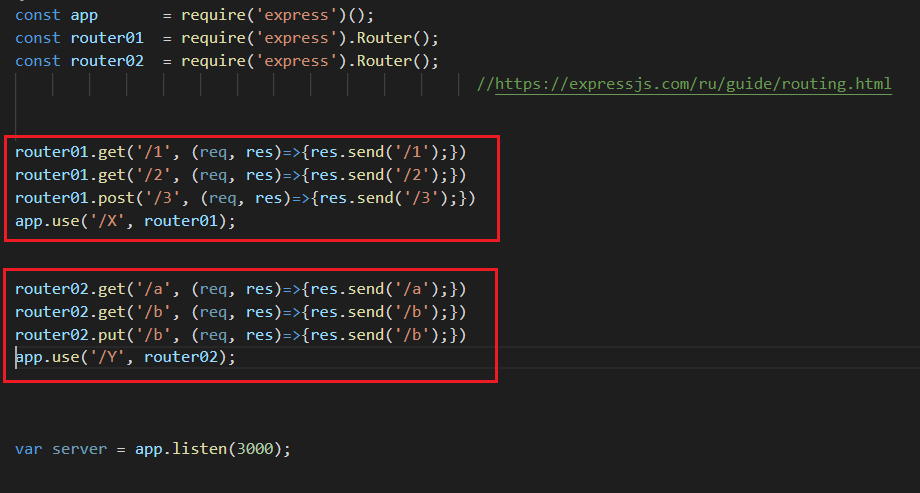 const app       = require('express')();
const router01  = require('express').Router();
const router02  = require('express').Router();
//https://expressjs.com/ru/guide/routing.html
router01.get('/1', (req, res)=>{res.send('/1');})
router01.get('/2', (req, res)=>{res.send('/2');})
router01.post('/3', (req, res)=>{res.send('/3');})
app.use('/X', router01);
router02.get('/a', (req, res)=>{res.send('/a');})
router02.get('/b', (req, res)=>{res.send('/b');})
router02.put('/b', (req, res)=>{res.send('/b');})
app.use('/Y', router02);
var server = app.listen(3000);